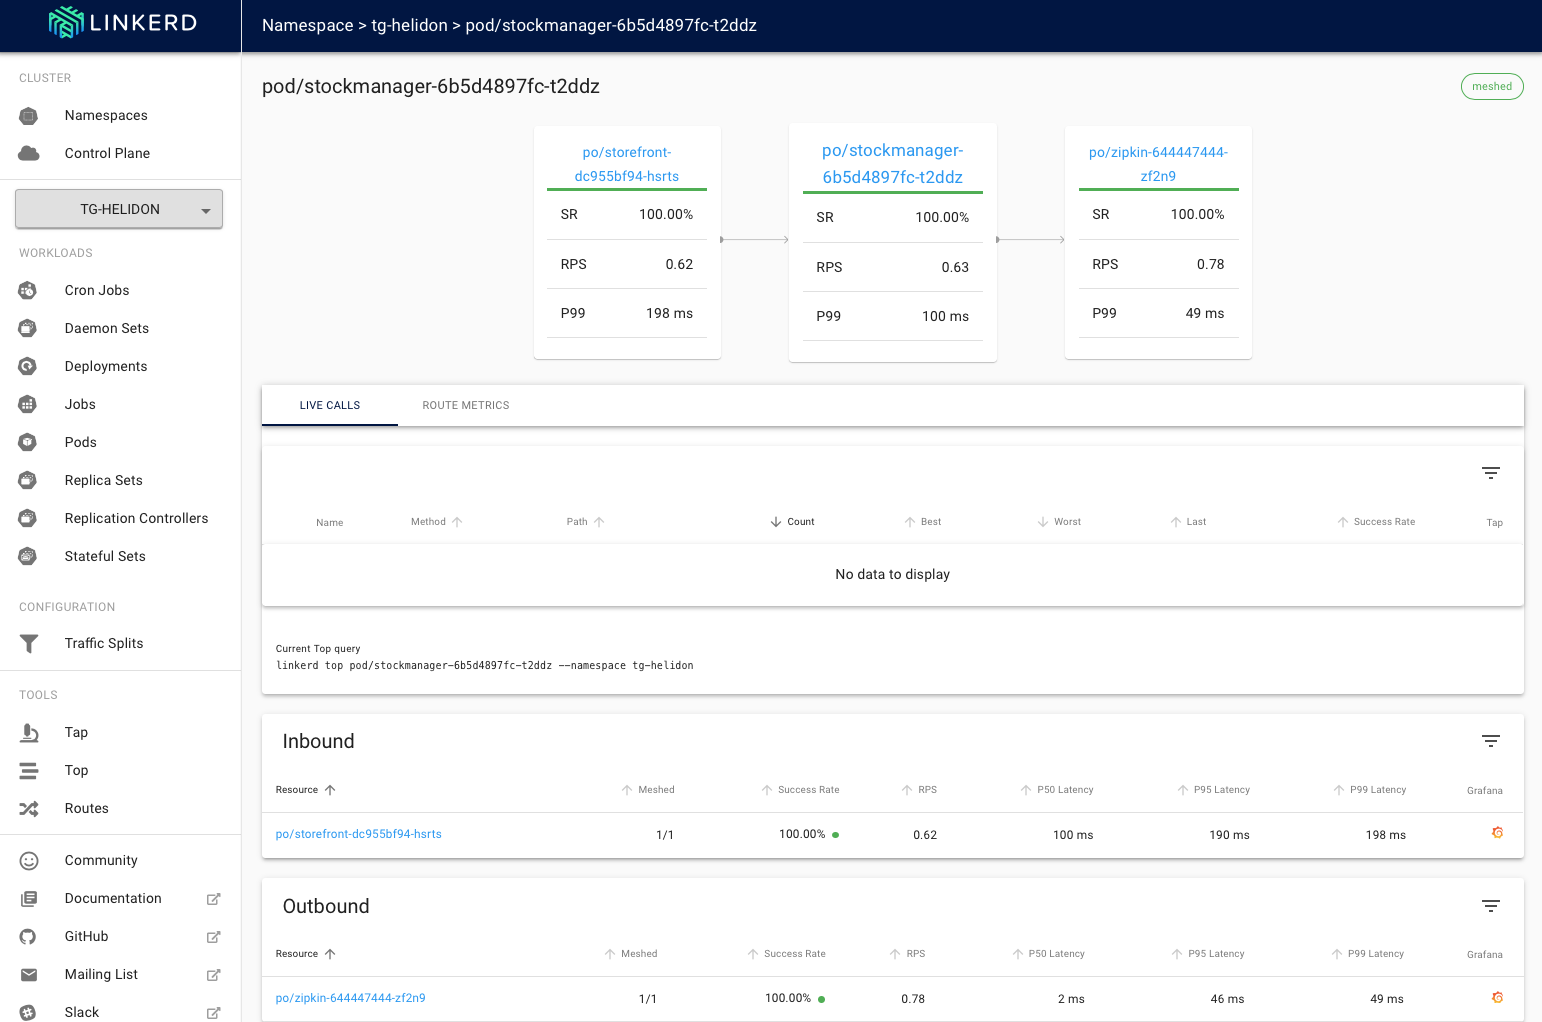 LINKERD
Namespace > tg-helidon > pod/stockmanager-6b5d4897fc-t2ddz
CLUSTER
Namespaces
Control Plane
TG-HELIDON
WORKLOADS
Cron Jobs
Daemon Sets
Deployments
Jobs
Pods
Replica Sets
Replication Controllers
Stateful Sets
CONFIGURATION
Traffic Splits
TOOLS
Tap
Top
Routes
Community
Documentation
GitHub
Mailing List
Slack
pod/stockmanager-6b5d4897fc-t2ddz
meshed
po/storefront-
dc955bf94-hsrts
SR 100.00%
RPS 0.62
P99 198 ms
po/stockmanager-
6b5d4897fc-t2ddz
SR 100.00%
RPS 0.63
P99 100 ms
po/zipkin-644447444-
zf2n9
SR 100.00%
RPS 0.78
P99 49 ms
LIVE CALLS ROUTE METRICS
Name Method Path Count Best Worst Last Success Rate Tap
No data to display
Current Top query
linkerd top pod/stockmanager-6b5d4897fc-t2ddz --namespace tg-helidon
Inbound
Resource Meshed Success Rate RPS P50 Latency P95 Latency P99 Latency Grafana
po/storefront-dc955bf94-hsrts 1/1 100.00% 0.62 100 ms 190 ms 198 ms
Outbound
Resource Meshed Success Rate RPS P50 Latency P95 Latency P99 Latency Grafana
po/zipkin-644447444-zf2n9 1/1 100.00% 0.78 2 ms 46 ms 49 ms